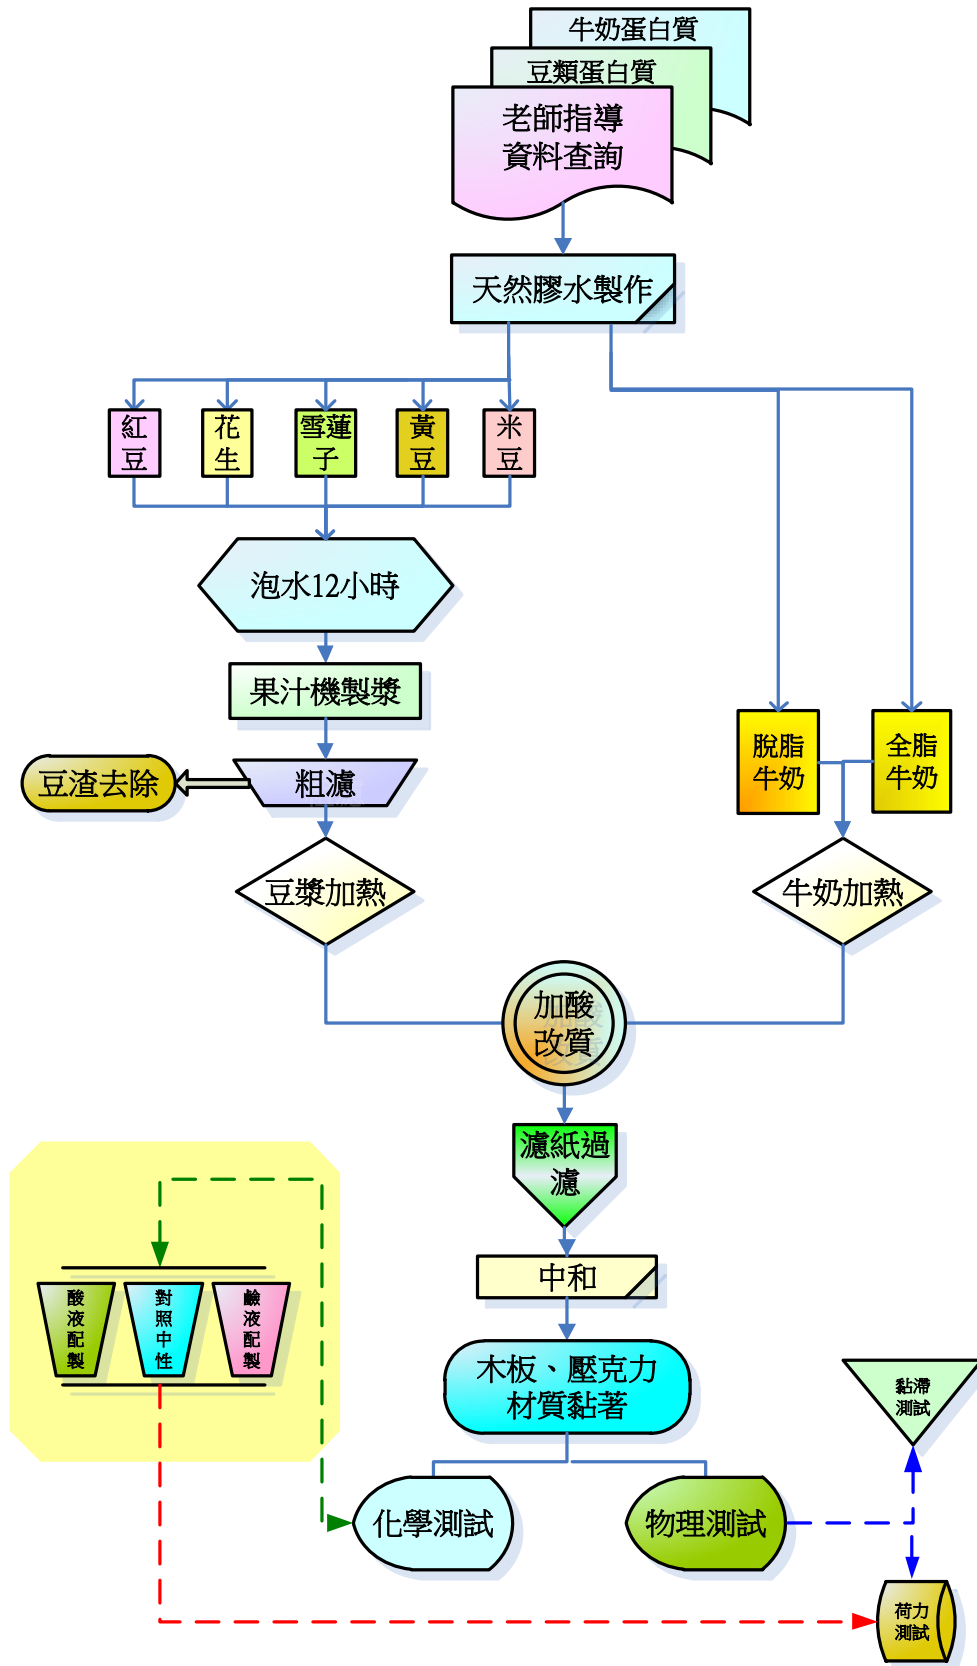 牛奶蛋白質
豆類蛋白質
老師指導
資料查詢
天然膠水製作
紅
豆
花
生
雪蓮
子
黃
豆
米
豆
泡水12小時
果汁機製漿
粗濾
豆渣去除
脫脂
牛奶
全脂
牛奶
豆漿加熱
牛奶加熱
加酸
改質
濾紙過
濾
中和
酸
液
配
製
對
照
中
性
鹼
液
配
製
木板、壓克力
材質黏著
黏滯
測試
化學測試
物理測試
荷力
測試